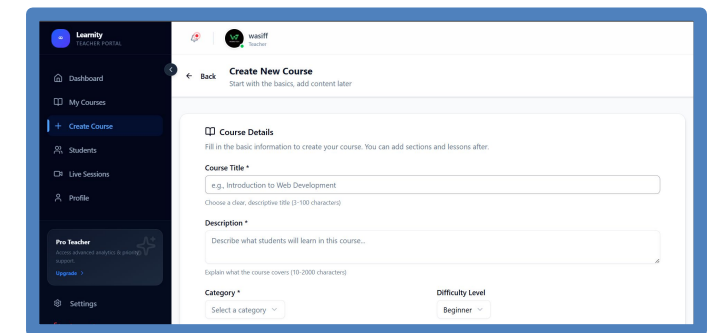 Learnity
TEACHER PORTAL
Dashboard
My Courses
Create Course
Students
Live Sessions
Profile
Pro Teacher
Access advanced analytics & priority support.
Upgrade
Settings
wasiff
Teacher
Back
Create New Course
Start with the basics, add content later
Course Details
Fill in the basic information to create your course. You can add sections and lessons after.
Course Title *
e.g., Introduction to Web Development
Choose a clear, descriptive title (3-100 characters)
Description *
Describe what students will learn in this course...
Explain what the course covers (10-2000 characters)
Category *
Select a category
Difficulty Level
Beginner